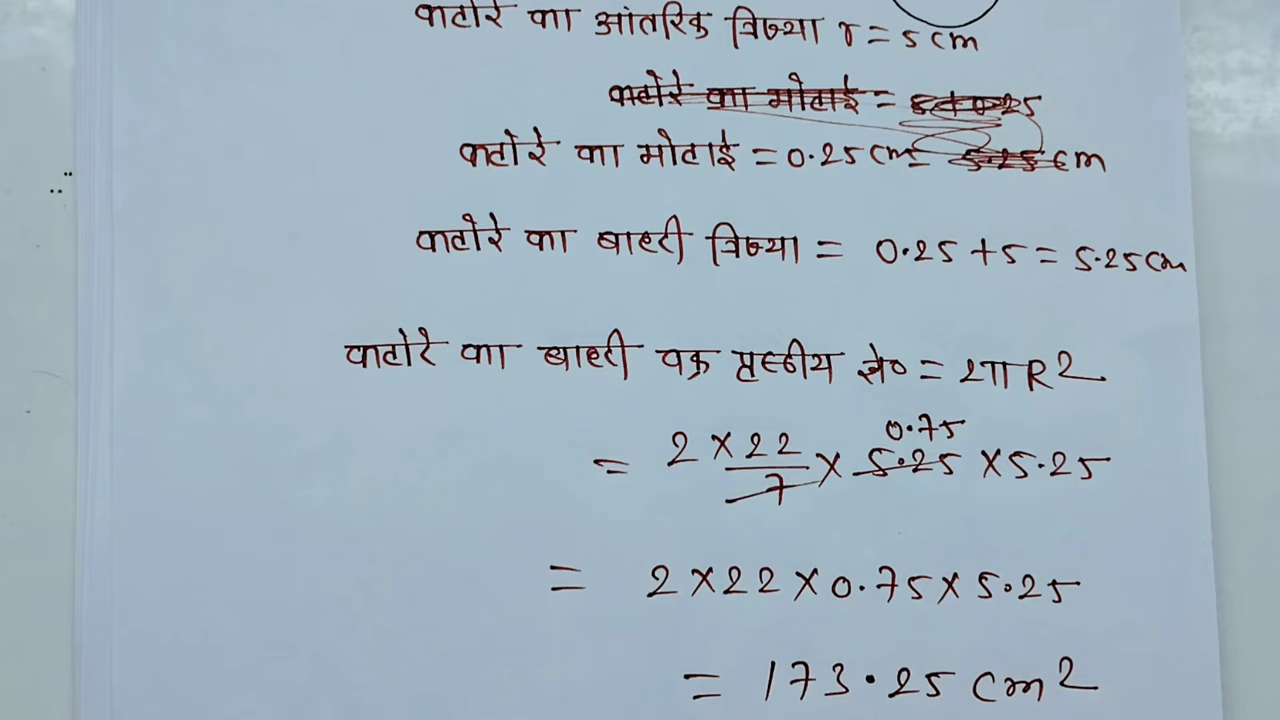 कटोरे का आंतरिक त्रिज्या r = 5 cm
कटोरे का मोटाई =
कटोरे का मोटाई = 0.25 cm cm
कटोरे का बाहरी त्रिज्या = 0.25 + 5 = 5.25 cm
कटोरे का बाहरी वक्र पृष्ठीय क्षे० = 2πR2
0.75
= 2 × 22/7 × 5.25 × 5.25
= 2 × 22 × 0.75 × 5.25
= 173.25 cm2